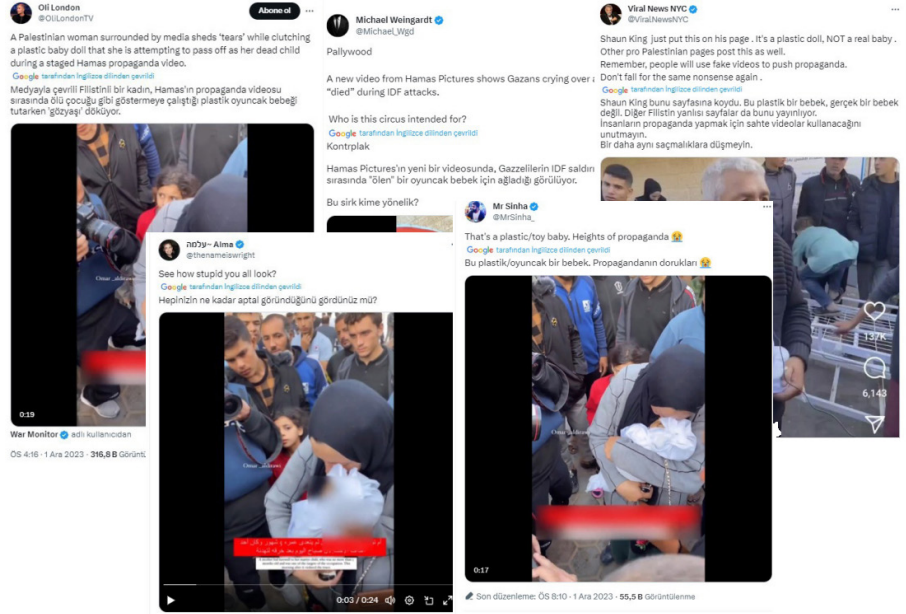 Oli London
@OliLondonTV
Abone ol
A Palestinian woman surrounded by media sheds ‘tears’ while clutching
a plastic baby doll that she is attempting to pass off as her dead child
during a staged Hamas propaganda video.
Google tarafından İngilizce dilinden çevrildi
Medyayla çevrili Filistinli bir kadın, Hamas'ın propaganda videosu
sırasında ölü çocuğu gibi göstermeye çalıştığı plastik oyuncak bebeği
tutarken 'gözyaşı' döküyor.
0:19
War Monitor adlı kullanıcıdan
ÖS 4:16 · 1 Ara 2023 · 316,8 B Görüntü
Michael Weingardt
@Michael_Wgd
Pallywood
A new video from Hamas Pictures shows Gazans crying over a
“died” during IDF attacks.
Who is this circus intended for?
Google tarafından İngilizce dilinden çevrildi
Kontrplak
Hamas Pictures'ın yeni bir videosunda, Gazzelilerin IDF saldırı
sırasında "ölen" bir oyuncak bebek için ağladığı görülüyor.
Bu sirk kime yönelik?
Viral News NYC
@ViralNewsNYC
Shaun King just put this on his page . It's a plastic doll, NOT a real baby .
Other pro Palestinian pages post this as well.
Remember, people will use fake videos to push propaganda.
Don't fall for the same nonsense again .
Google tarafından İngilizce dilinden çevrildi
Shaun King bunu sayfasına koydu. Bu plastik bir bebek, gerçek bir bebek
değil. Diğer Filistin yanlısı sayfalar da bunu yayınlıyor.
İnsanların propaganda yapmak için sahte videolar kullanacağını
unutmayın.
Bir daha aynı saçmalıklara düşmeyin.
137K
6,143
עלמה~ Alma
@thenameiswright
See how stupid you all look?
Google tarafından İngilizce dilinden çevrildi
Hepinizin ne kadar aptal göründüğünü gördünüz mü?
0:03 / 0:24
Mr Sinha
@MrSinha_
That's a plastic/toy baby. Heights of propaganda 😭
Google tarafından İngilizce dilinden çevrildi
Bu plastik/oyuncak bir bebek. Propagandanın dorukları 😭
0:17
Son düzenleme: ÖS 8:10 · 1 Ara 2023 · 55,5 B Görüntülenme